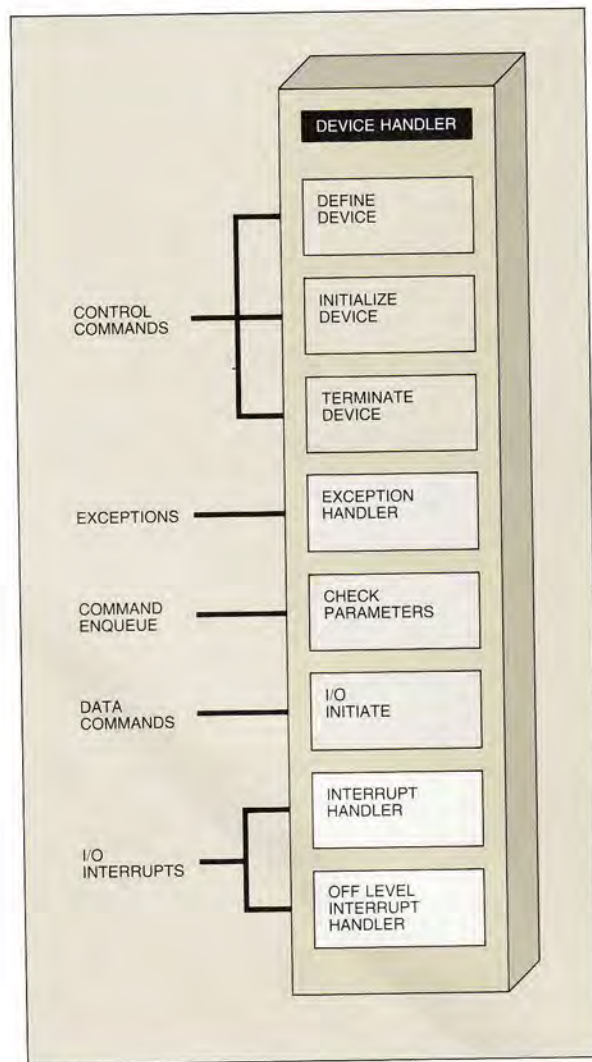 DEVICE HANDLER
DEFINE
DEVICE
INITIALIZE
DEVICE
CONTROL
COMMANDS
TERMINATE
DEVICE
EXCEPTIONS
EXCEPTION
HANDLER
COMMAND
ENQUEUE
CHECK
PARAMETERS
DATA
COMMANDS
I/O
INITIATE
INTERRUPT
HANDLER
I/O
INTERRUPTS
OFF LEVEL
INTERRUPT
HANDLER